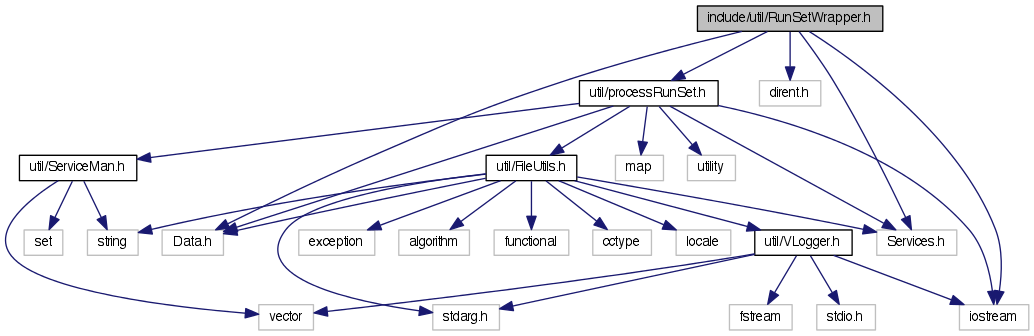 include/util/RunSetWrapper.h
util/processRunSet.h
dirent.h
util/ServiceMan.h
util/FileUtils.h
map
utility
set
string
Data.h
exception
algorithm
functional
cctype
locale
util/VLogger.h
Services.h
vector
stdarg.h
fstream
stdio.h
iostream